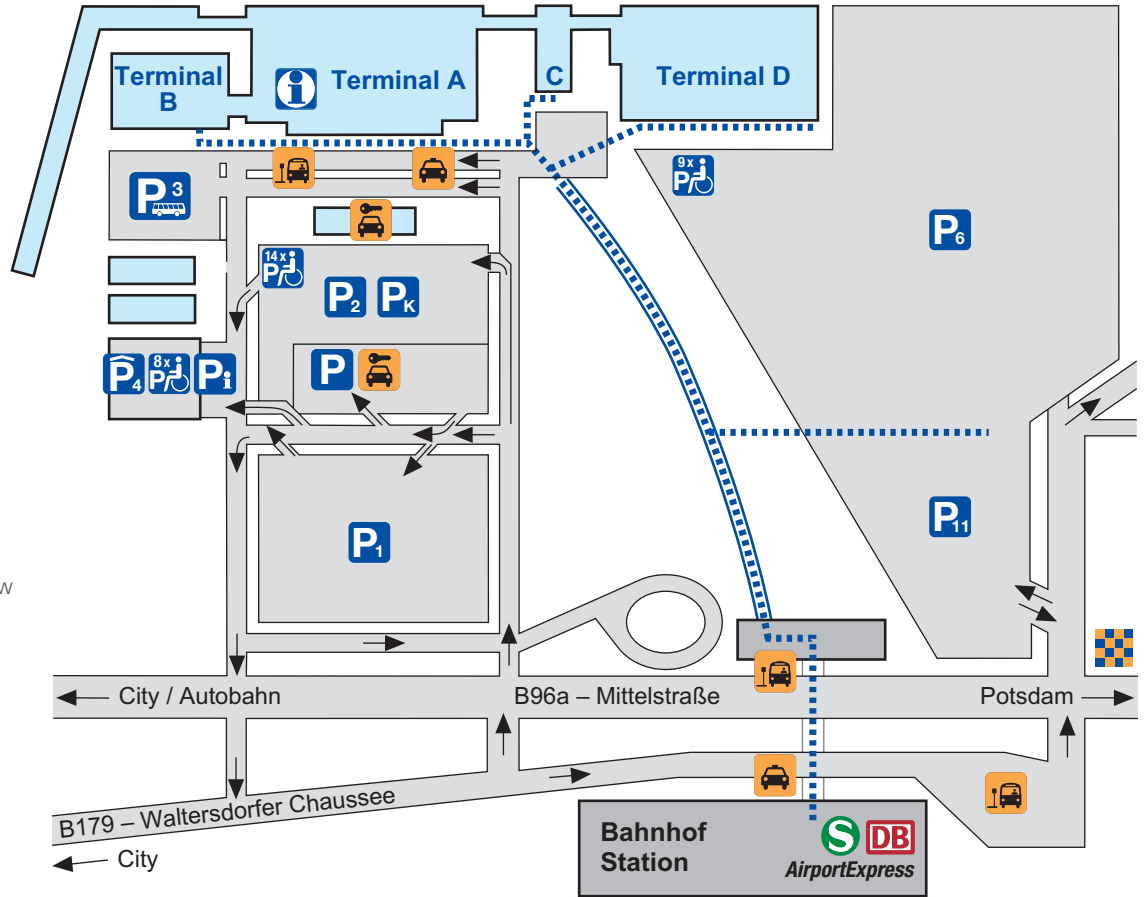 Terminal
B
Terminal A
C
Terminal D
i
P 3
9x
P
P6
14x
P
P2
PK
P4
8x
P
Pi
P
P1
P11
w
City / Autobahn
B96a – Mittelstraße
Potsdam
B179 – Waltersdorfer Chaussee
City
Bahnhof
Station
S
DB
AirportExpress